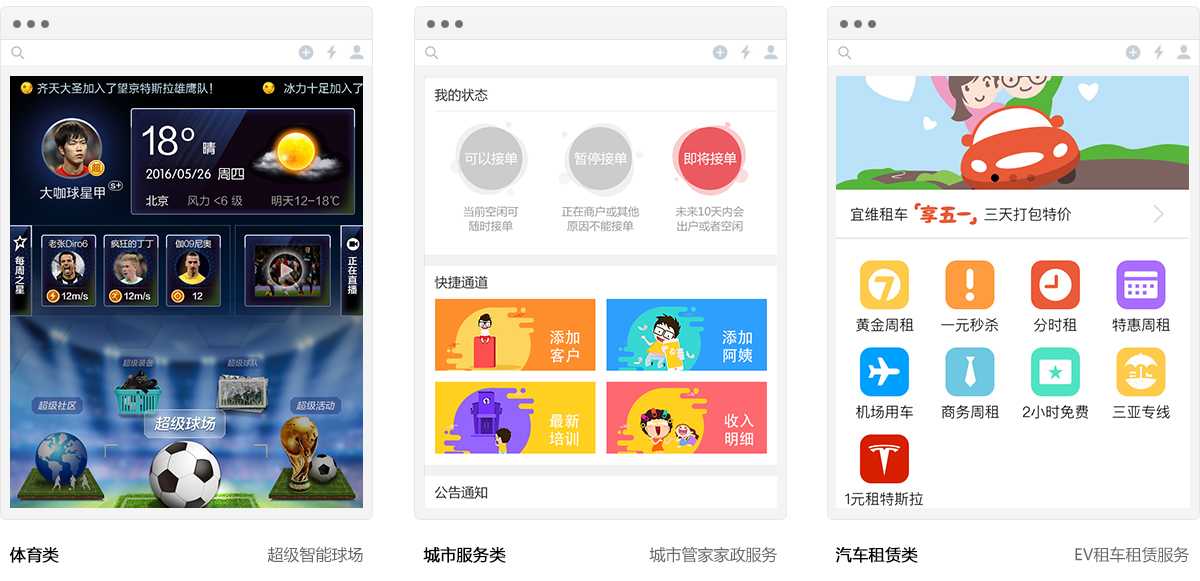 齐天大圣加入了望京特斯拉雄鹰队!
冰力十足加入了
大咖球星甲 S+
超
18° 晴
2016/05/26 周四
北京 风力<6 级 明天12-18℃
每周之星
老张Diro6
12m/s
疯狂的丁丁
12m/s
伽09尼奥
12
正在直播
超级装备
超级球队
超级社区
超级球场
超级活动
体育类
超级智能球场
我的状态
可以接单
暂停接单
即将接单
当前空闲可
随时接单
正在商户或其他
原因不能接单
未来10天内会
出户或者空闲
快捷通道
添加
客户
添加
阿姨
最新
培训
收入
明细
公告通知
城市服务类
城市管家家政服务
宜维租车“享五一”三天打包特价
黄金周租
一元秒杀
分时租
特惠周租
机场用车
商务周租
2小时免费
三亚专线
1元租特斯拉
汽车租赁类
EV租车租赁服务